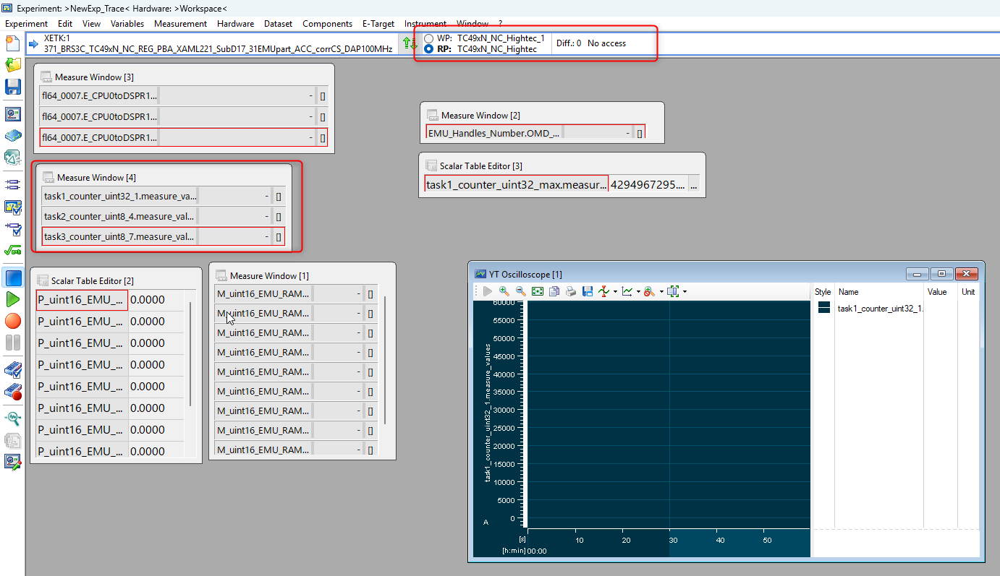 Experiment: >NewExp_Trace< Hardware: >Workspace<
Experiment Edit View Variables Measurement Hardware Dataset Components E-Target Instrument Window ?
XETK:1
371_BRS3C_TC49xN_NC_REG_PBA_XAML221_SubD17_31EMUpart_ACC_corrCS_DAP100MHz
WP: TC49xN_NC_Hightec_1
RP: TC49xN_NC_Hightec
Diff.: 0 No access
Measure Window [3]
fl64_0007.E_CPU0toDSPR1... - []
fl64_0007.E_CPU0toDSPR1... - []
fl64_0007.E_CPU0toDSPR1... - []
Measure Window [2]
EMU_Handles_Number.OMD_... - []
Scalar Table Editor [3]
task1_counter_uint32_max.measur... 4294967295.... ...
Measure Window [4]
task1_counter_uint32_1.measure_va... - []
task2_counter_uint8_4.measure_val... - []
task3_counter_uint8_7.measure_val... - []
Scalar Table Editor [2]
P_uint16_EMU_... 0.0000
P_uint16_EMU_... 0.0000
P_uint16_EMU_... 0.0000
P_uint16_EMU_... 0.0000
P_uint16_EMU_... 0.0000
P_uint16_EMU_... 0.0000
P_uint16_EMU_... 0.0000
P_uint16_EMU_... 0.0000
Measure Window [1]
M_uint16_EMU_RAM... - []
M_uint16_EMU_RAM... - []
M_uint16_EMU_RAM... - []
M_uint16_EMU_RAM... - []
M_uint16_EMU_RAM... - []
M_uint16_EMU_RAM... - []
M_uint16_EMU_RAM... - []
M_uint16_EMU_RAM... - []
M_uint16_EMU_RAM... - []
YT Oscilloscope [1]
Style Name Value Unit
task1_counter_uint32_1.
60000
55000
50000
45000
40000
35000
30000
25000
20000
15000
10000
5000
0
task1_counter_uint32_1.measure_values
A
[s] 10 20 30 40 50
[h:min] 00:00